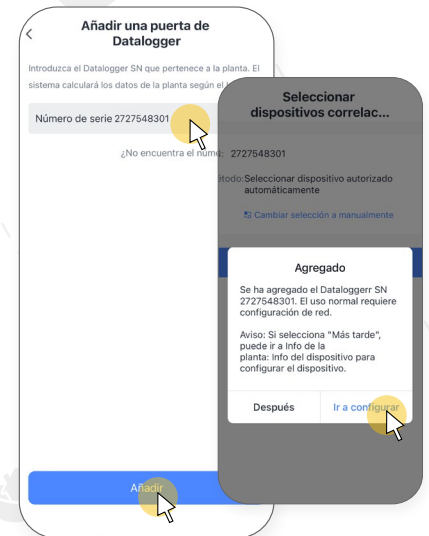 Añadir una puerta de
Datalogger
Introduzca el Datalogger SN que pertenece a la planta. El
sistema calculará los datos de la planta según el
Número de serie 2727548301
¿No encuentra el
Añadir
Seleccionar
dispositivos correlac...
2727548301
Seleccionar dispositivo autorizado
automáticamente
Cambiar selección a manualmente
Agregado
Se ha agregado el Dataloggerr SN
2727548301. El uso normal requiere
configuración de red.
Aviso: Si selecciona "Más tarde",
puede ir a Info de la
planta: Info del dispositivo para
configurar el dispositivo.
Después
Ir a configurar